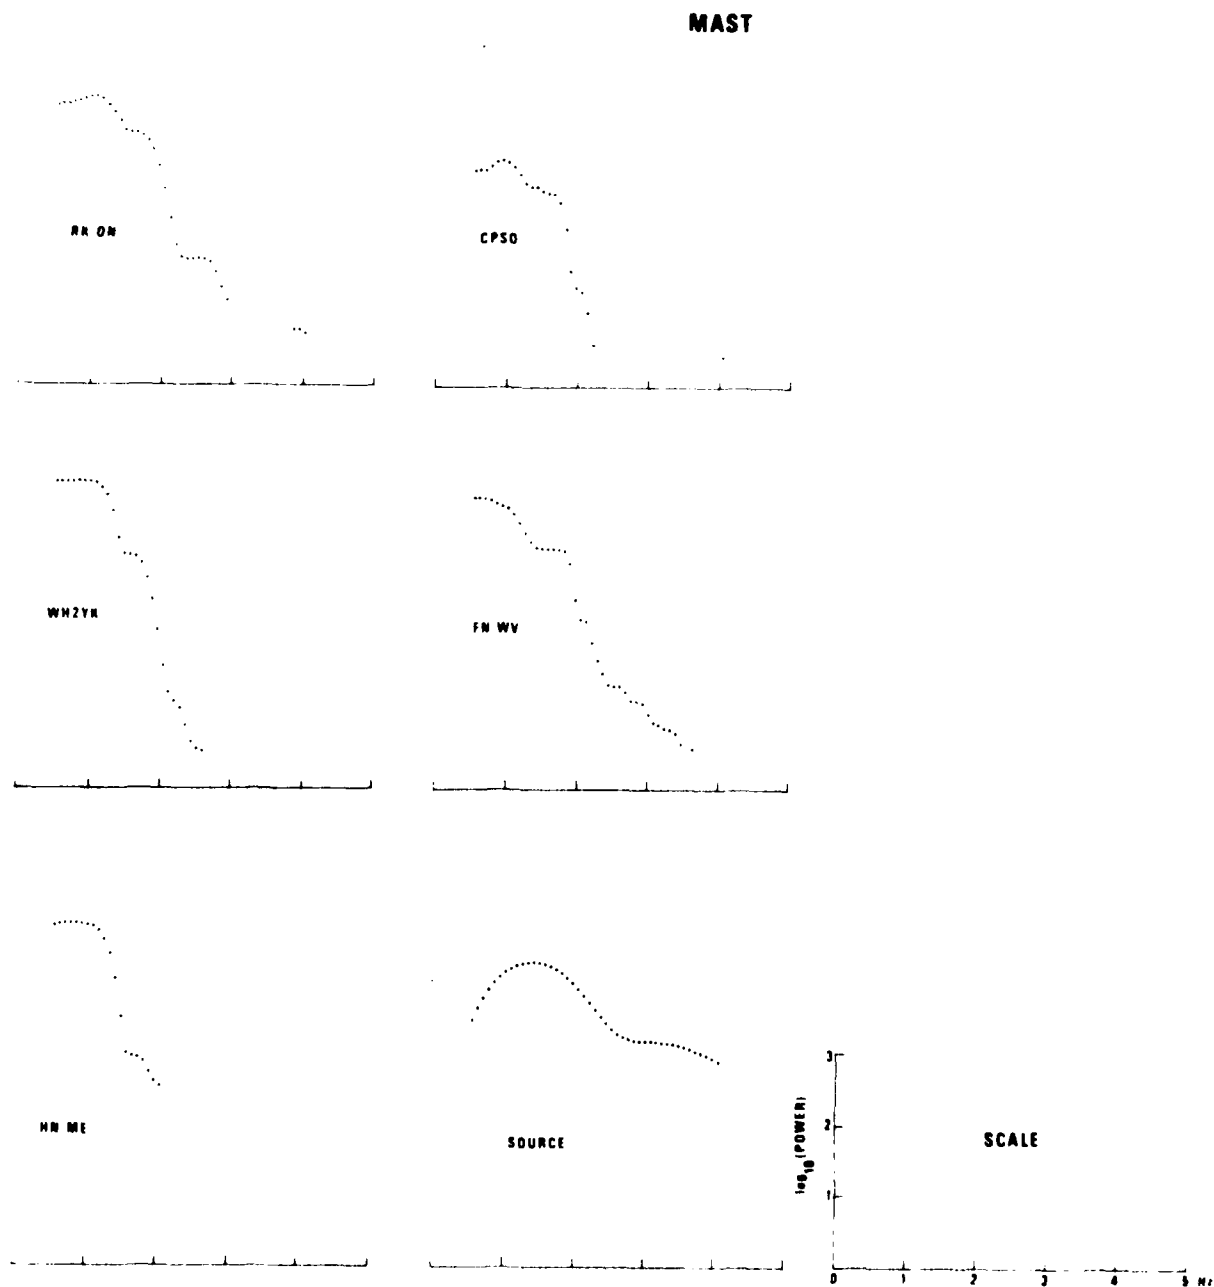 MAST
RK ON
CPSO
WH2YK
FN WV
HN ME
SOURCE
SCALE
log10 (POWER)
3
2
1
0 1 2 3 4 5 Hz